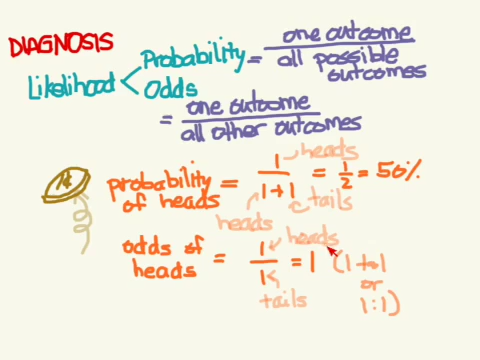 DIAGNOSIS
Likelihood < Probability = one outcome / all possible outcomes
Odds = one outcome / all other outcomes
1¢
probability of heads = 1 / 1+1 = 1/2 = 50%
heads
heads
tails
odds of heads = 1 / 1 = 1 (1 to 1 or 1:1)
heads
tails